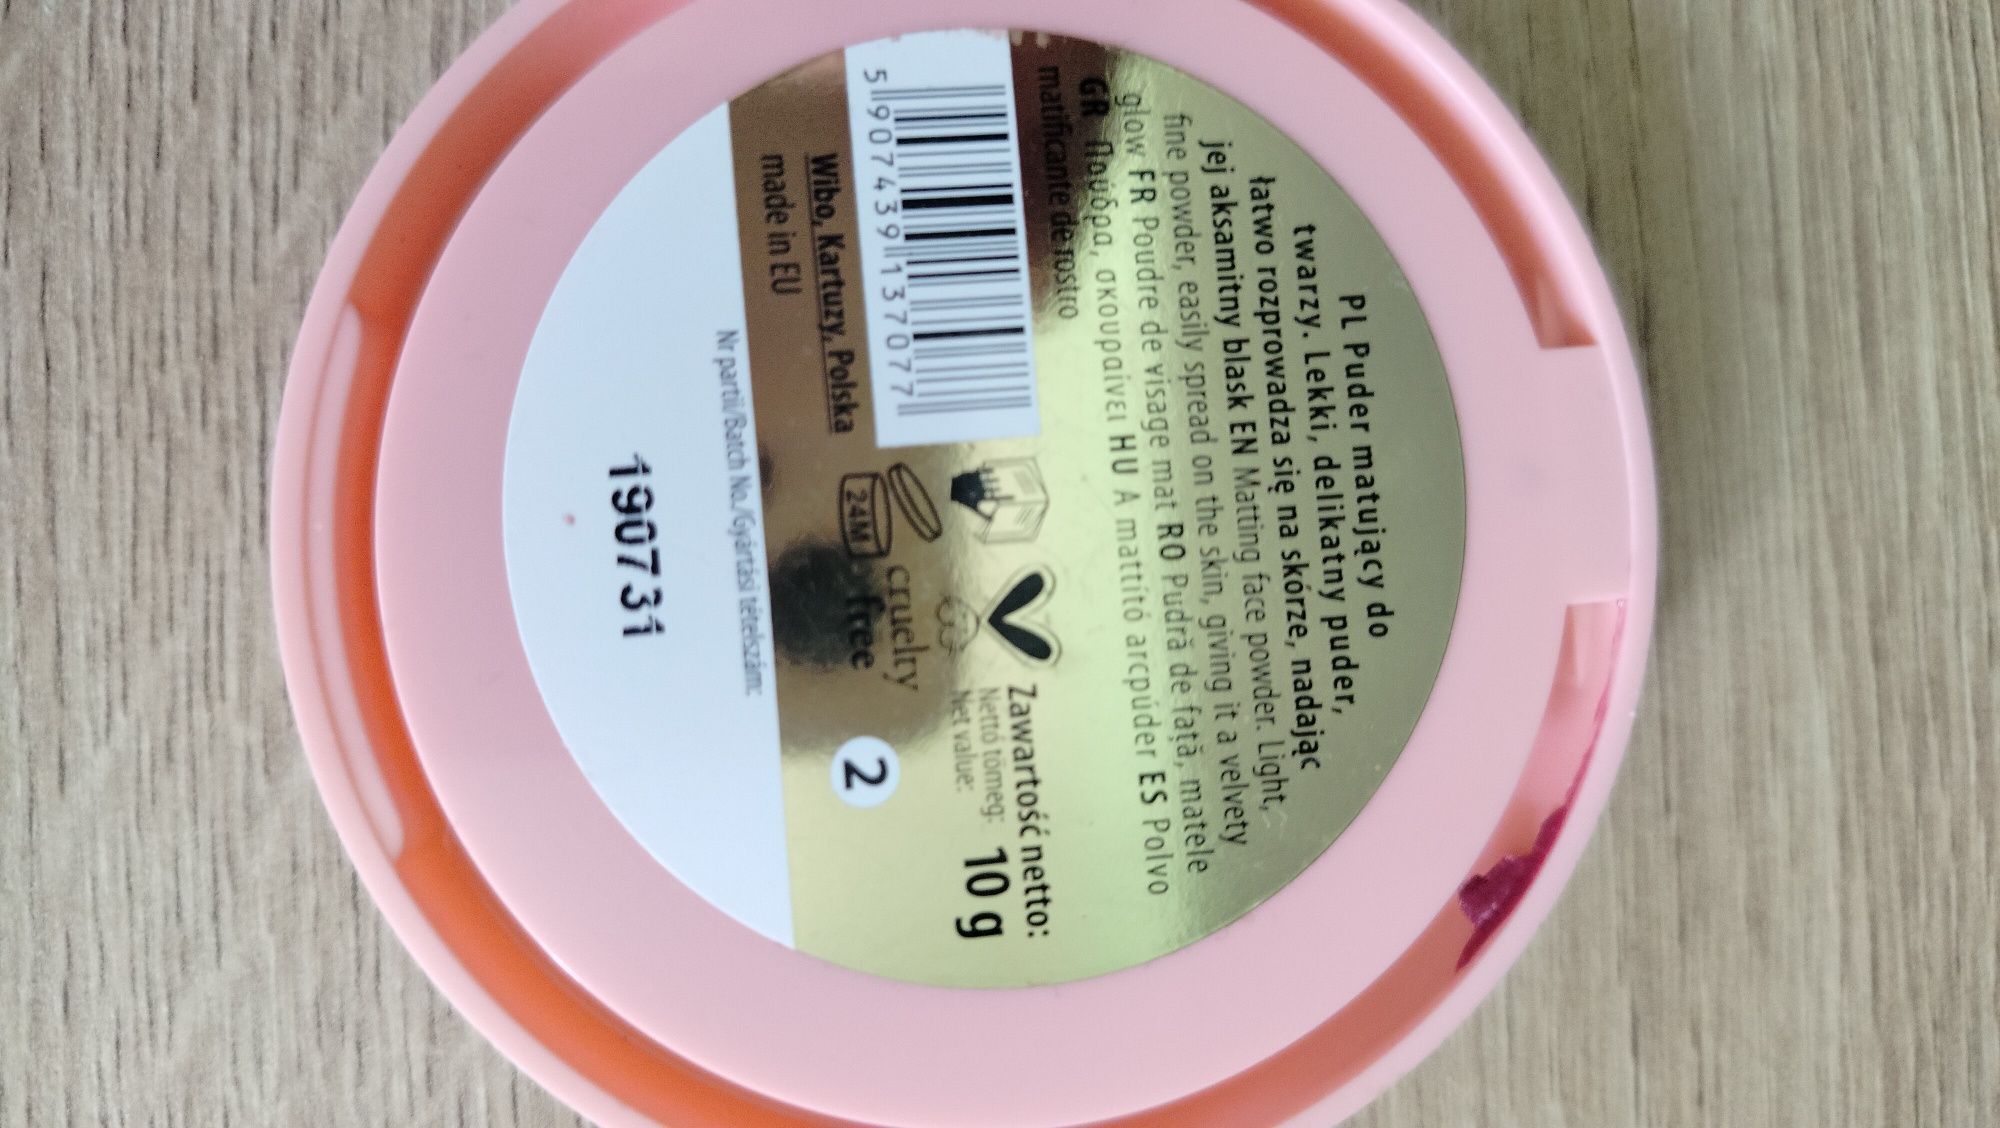 PL Puder matujący do
twarzy. Lekki, delikatny puder,
łatwo rozprowadza się na skórze, nadając
jej aksamitny blask EN Matting face powder. Light,
fine powder, easily spread on the skin, giving it a velvety
glow FR Poudre de visage mat RO Pudră de față, matele
GR Πούδρα, σκουραίνει HU A mattító arcpúder ES Polvo
matificante de rostro
5 907439 137077
Zawartość netto:
Nettó tömeg:
Net value:
10 g
cruelty
free
24M
2
Wibo, Kartuzy, Polska
made in EU
Nr partii/Batch No./Gyártási tételszám:
190731